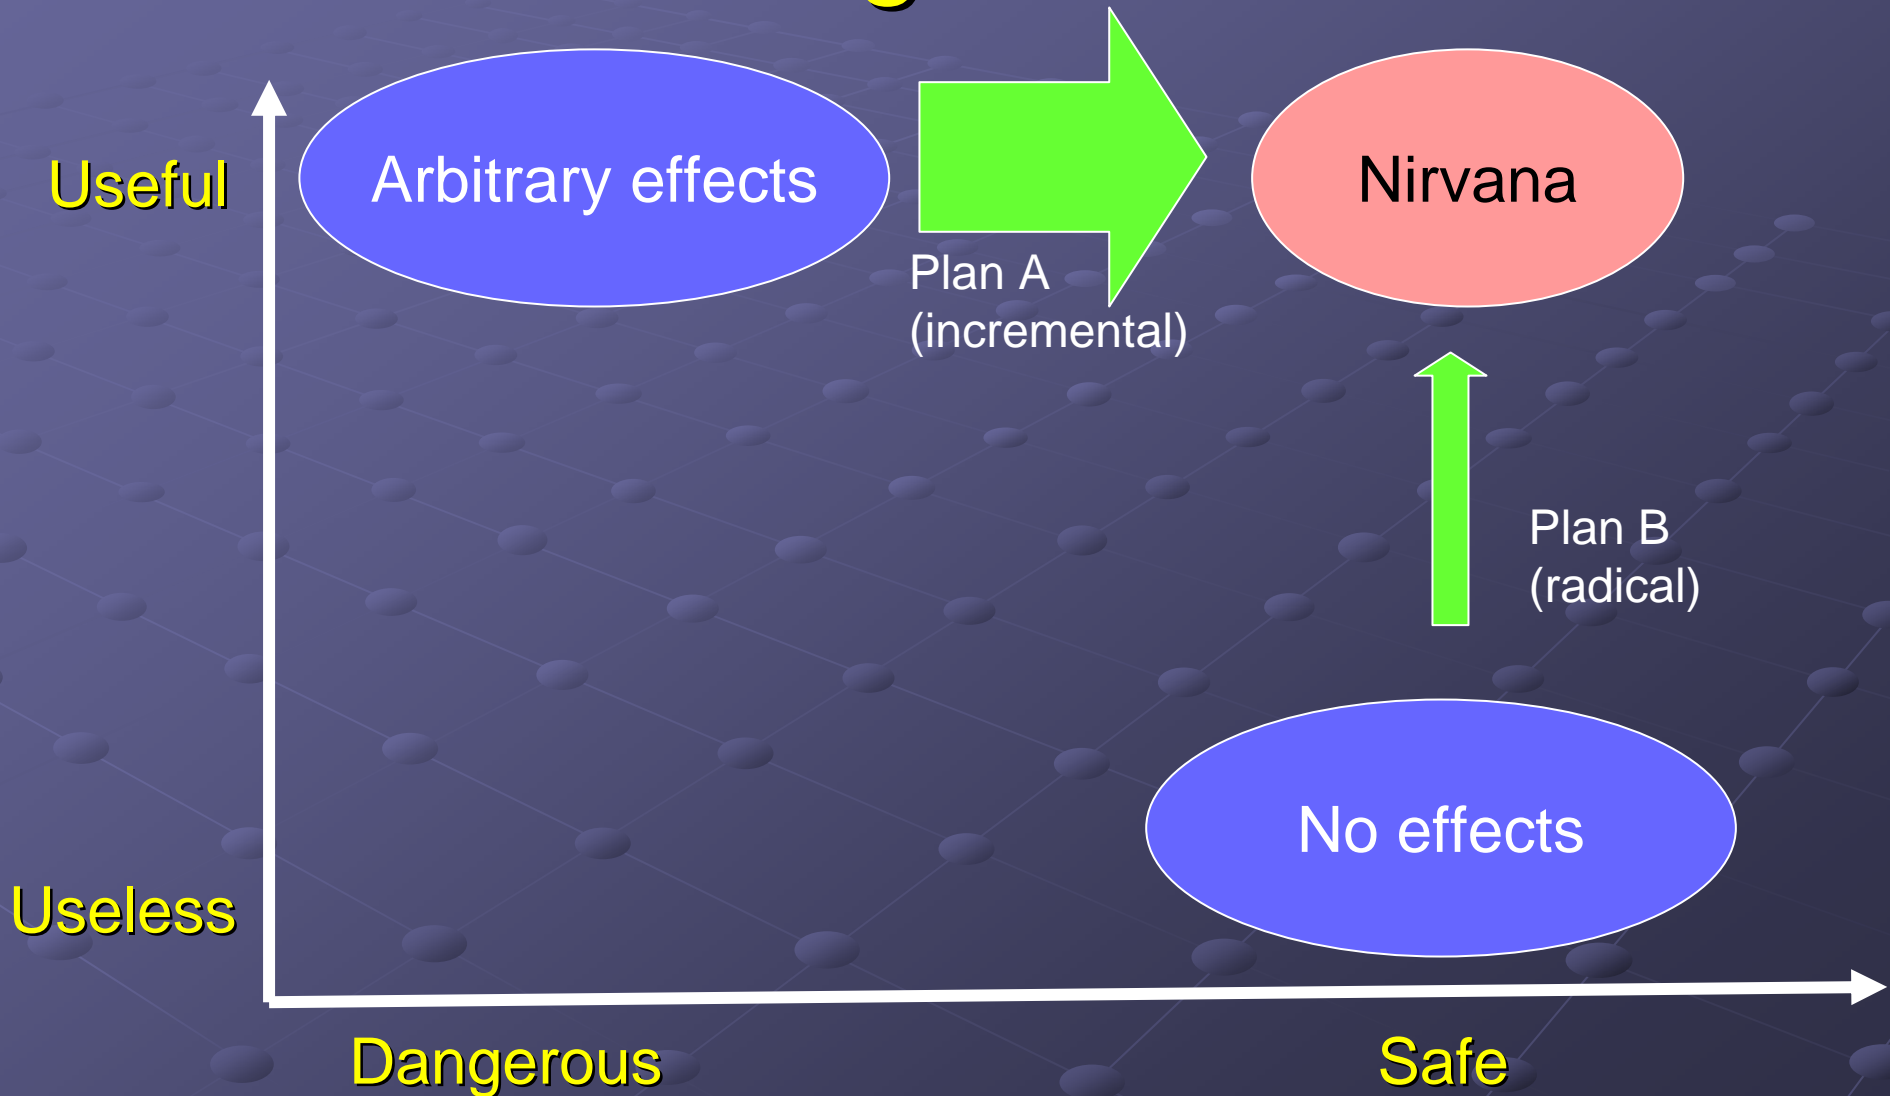 Useful
Arbitrary effects
Nirvana
Plan A
(incremental)
Plan B
(radical)
No effects
Useless
Dangerous
Safe